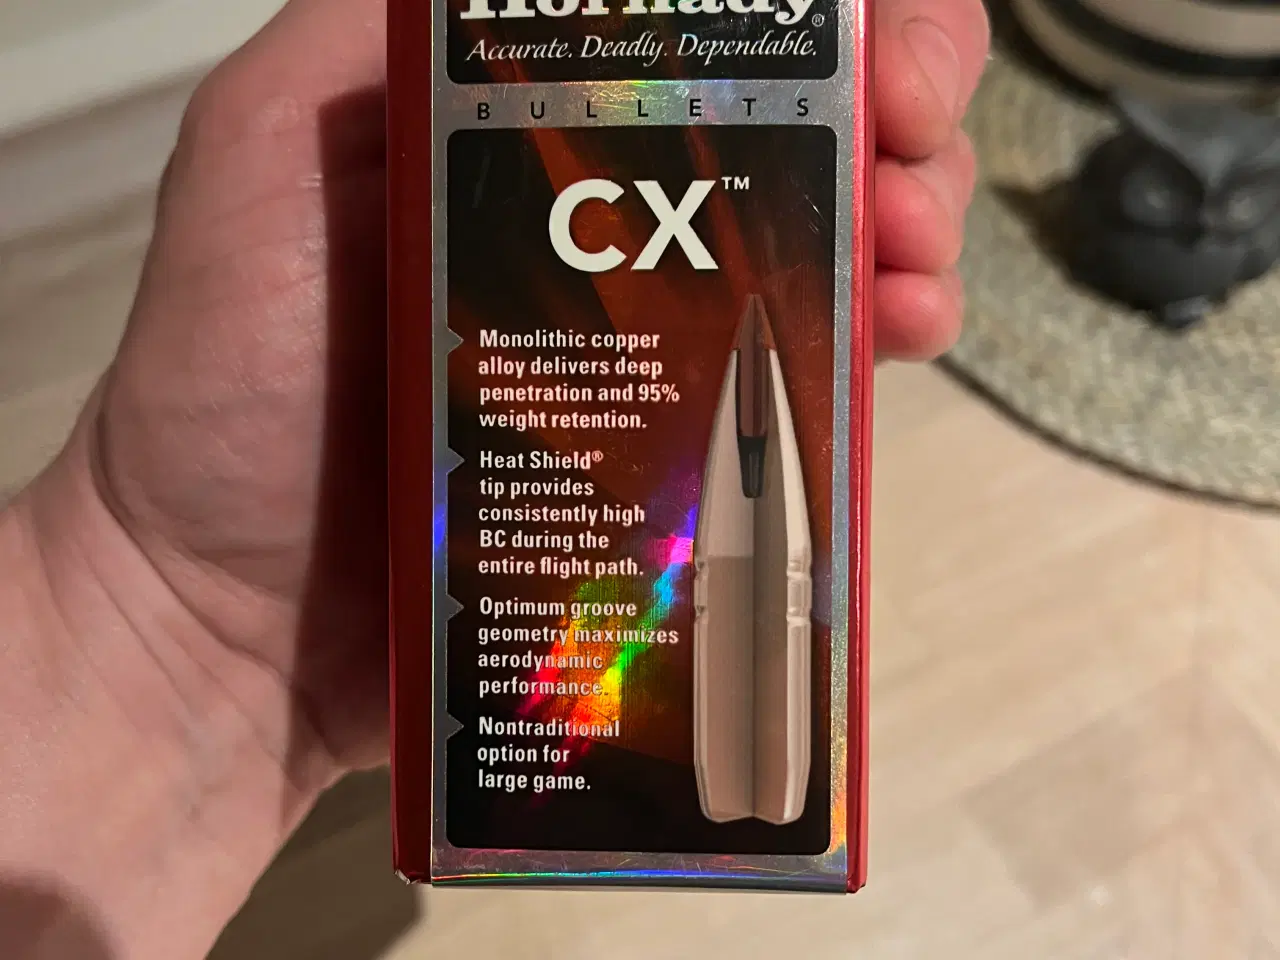 Hornady®
Accurate. Deadly. Dependable.
BULLETS
CX™
Monolithic copper
alloy delivers deep
penetration and 95%
weight retention.
Heat Shield®
tip provides
consistently high
BC during the
entire flight path.
Optimum groove
geometry maximizes
aerodynamic
performance.
Nontraditional
option for
large game.